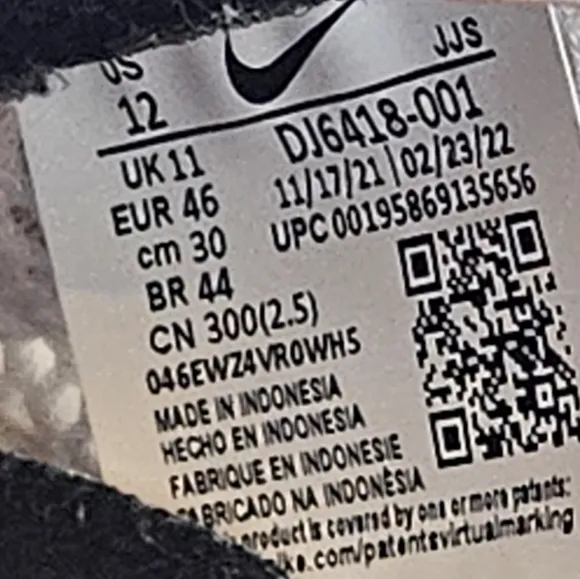 US JJS
12
UK 11 DJ6418-001
EUR 46 11/17/21 | 02/23/22
cm 30 UPC 00195869135656
BR 44
CN 300(2.5)
046EWZ4VR0WH5
MADE IN INDONESIA
HECHO EN INDONESIA
FABRIQUE EN INDONESIE
FABRICADO NA INDONÉSIA
product is covered by one or more patents:
ke.com/patentsvirtualmarking